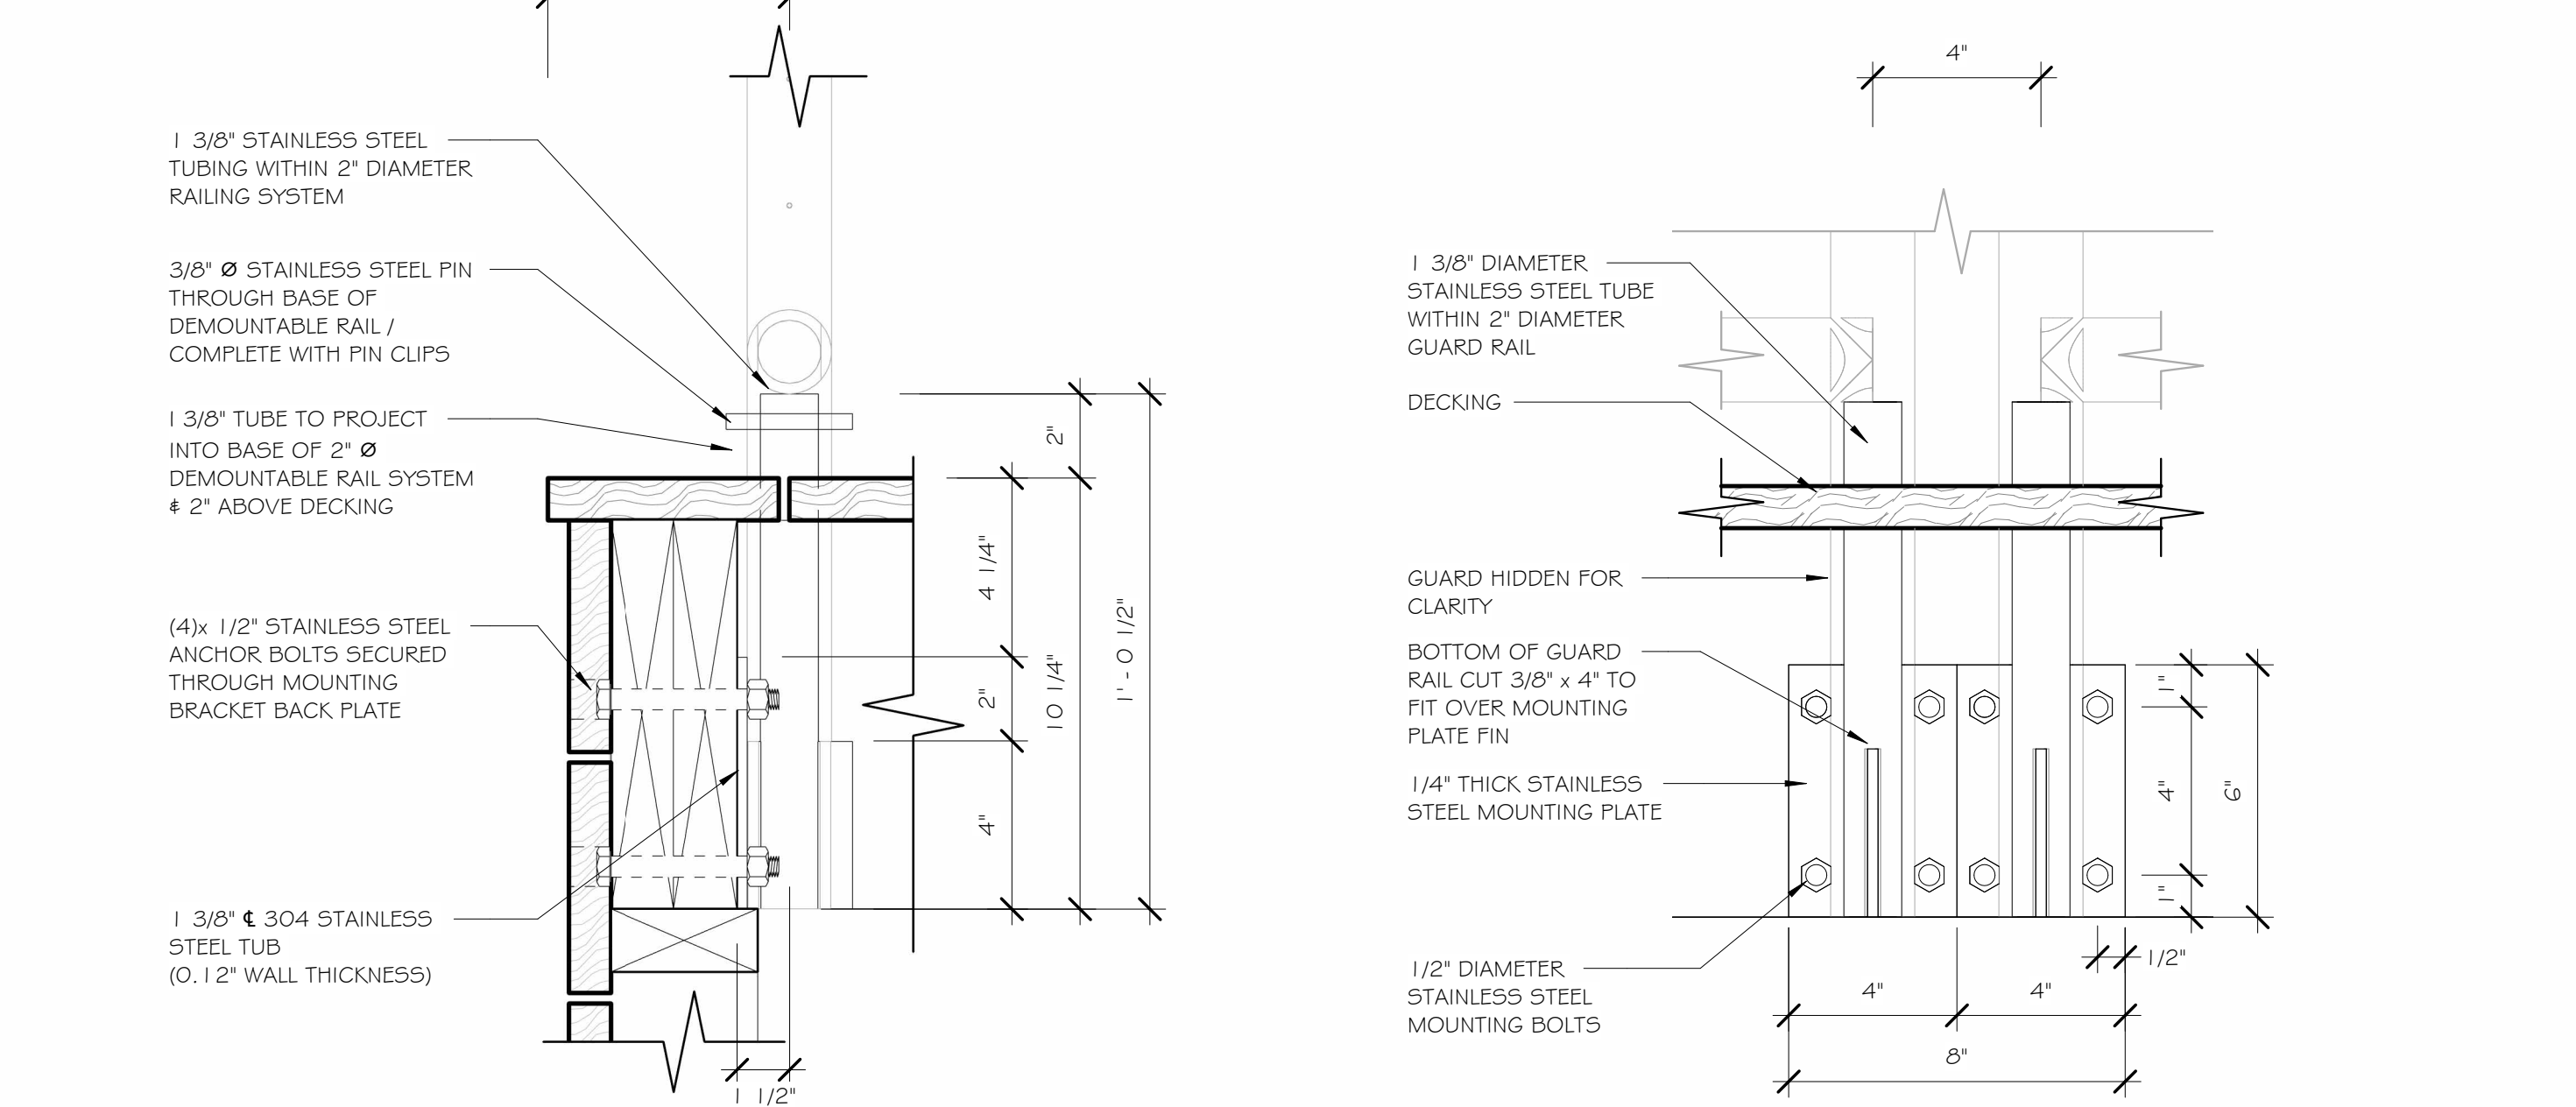 1 3/8" STAINLESS STEEL
TUBING WITHIN 2" DIAMETER
RAILING SYSTEM
3/8" Ø STAINLESS STEEL PIN
THROUGH BASE OF
DEMOUNTABLE RAIL /
COMPLETE WITH PIN CLIPS
1 3/8" TUBE TO PROJECT
INTO BASE OF 2" Ø
DEMOUNTABLE RAIL SYSTEM
& 2" ABOVE DECKING
(4)x 1/2" STAINLESS STEEL
ANCHOR BOLTS SECURED
THROUGH MOUNTING
BRACKET BACK PLATE
1 3/8" ℄ 304 STAINLESS
STEEL TUB
(0.12" WALL THICKNESS)
2"
4 1/4"
2"
4"
10 1/4"
1' - 0 1/2"
1 1/2"
4"
1 3/8" DIAMETER
STAINLESS STEEL TUBE
WITHIN 2" DIAMETER
GUARD RAIL
DECKING
GUARD HIDDEN FOR
CLARITY
BOTTOM OF GUARD
RAIL CUT 3/8" x 4" TO
FIT OVER MOUNTING
PLATE FIN
1/4" THICK STAINLESS
STEEL MOUNTING PLATE
1/2" DIAMETER
STAINLESS STEEL
MOUNTING BOLTS
1"
4"
1"
6"
1/2"
4"
4"
8"